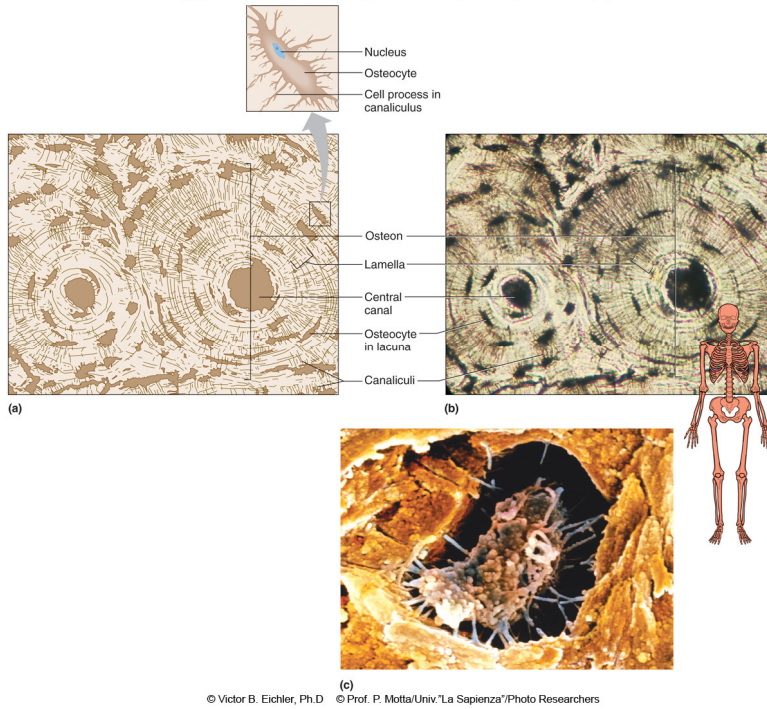 Nucleus
Osteocyte
Cell process in
canaliculus
Osteon
Lamella
Central
canal
Osteocyte
in lacuna
Canaliculi
(a)
(b)
(c)
© Victor B. Eichler, Ph.D © Prof. P. Motta/Univ."La Sapienza"/Photo Researchers